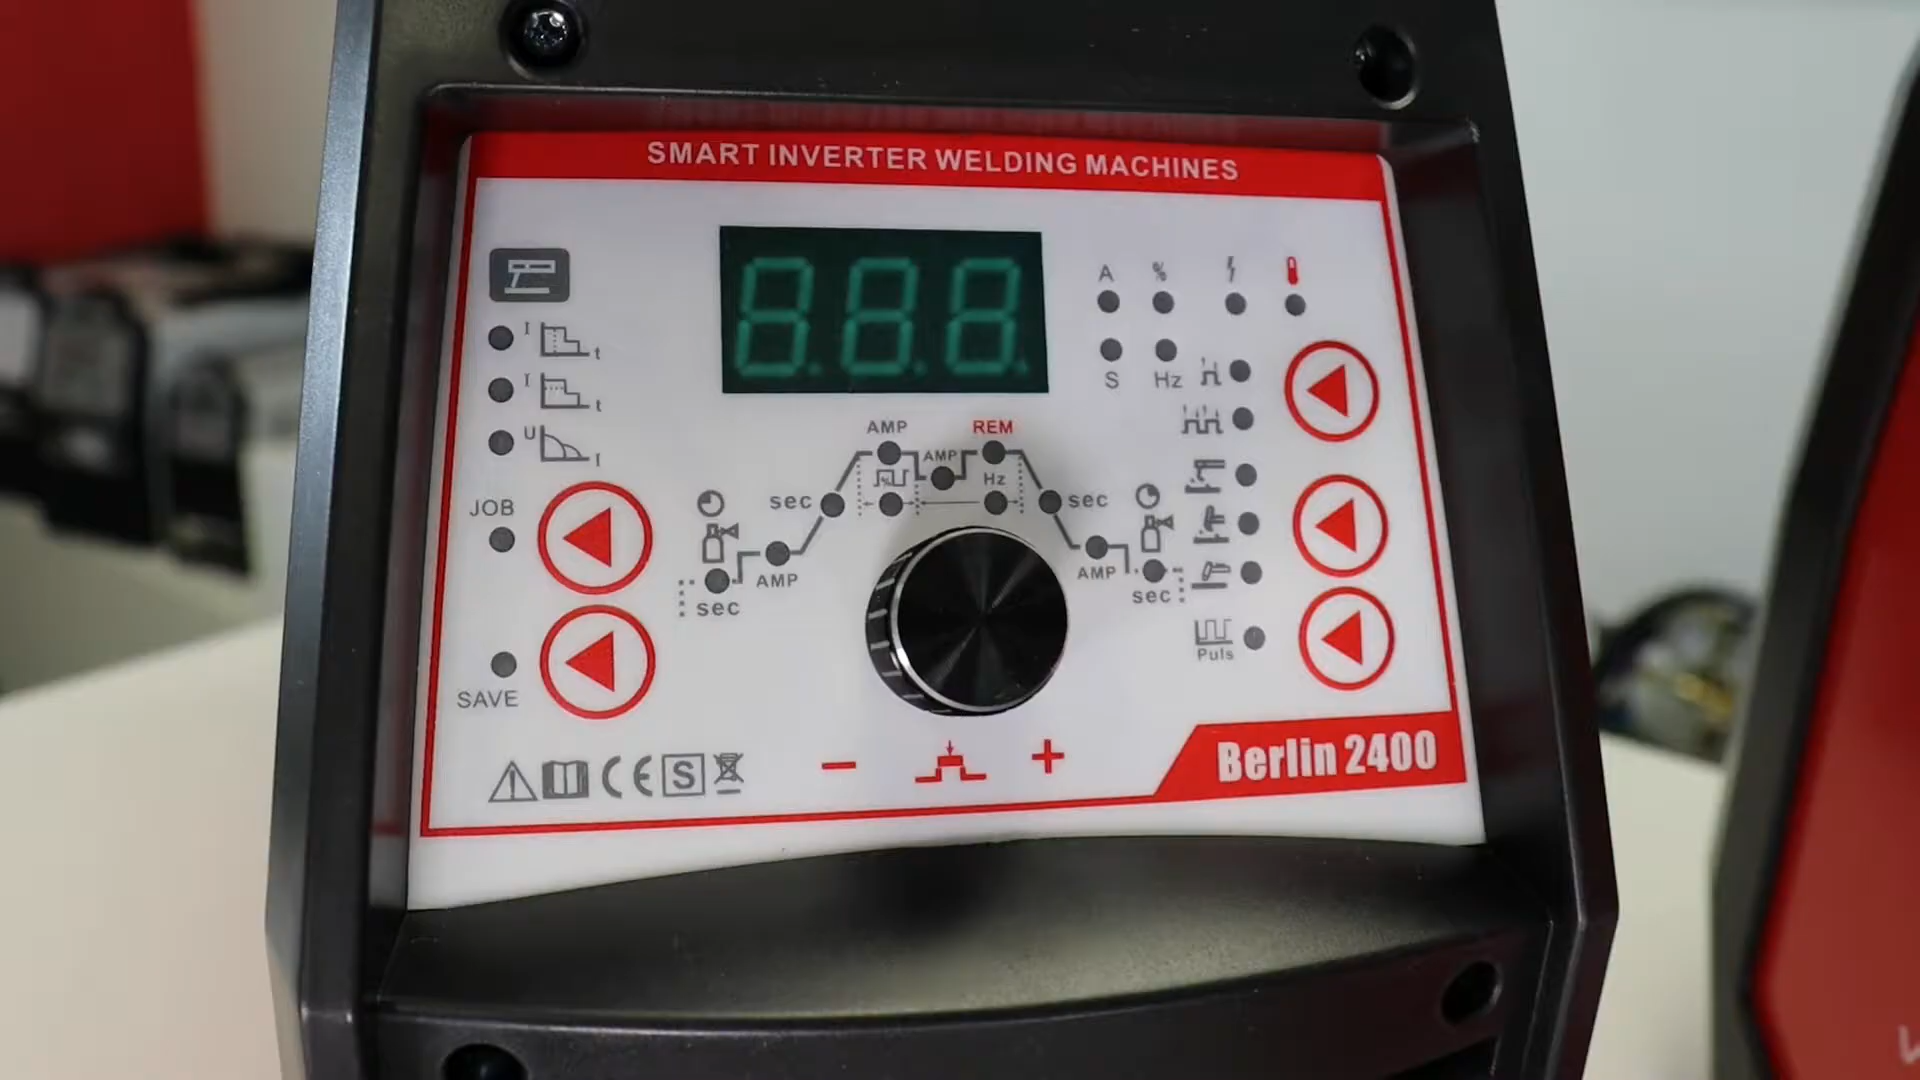 SMART INVERTER WELDING MACHINES
A %
S Hz
I
t
I
t
U
I
JOB
SAVE
AMP REM
AMP
% Hz
sec sec
AMP AMP
sec sec
Puls
- +
CE S
Berlin 2400